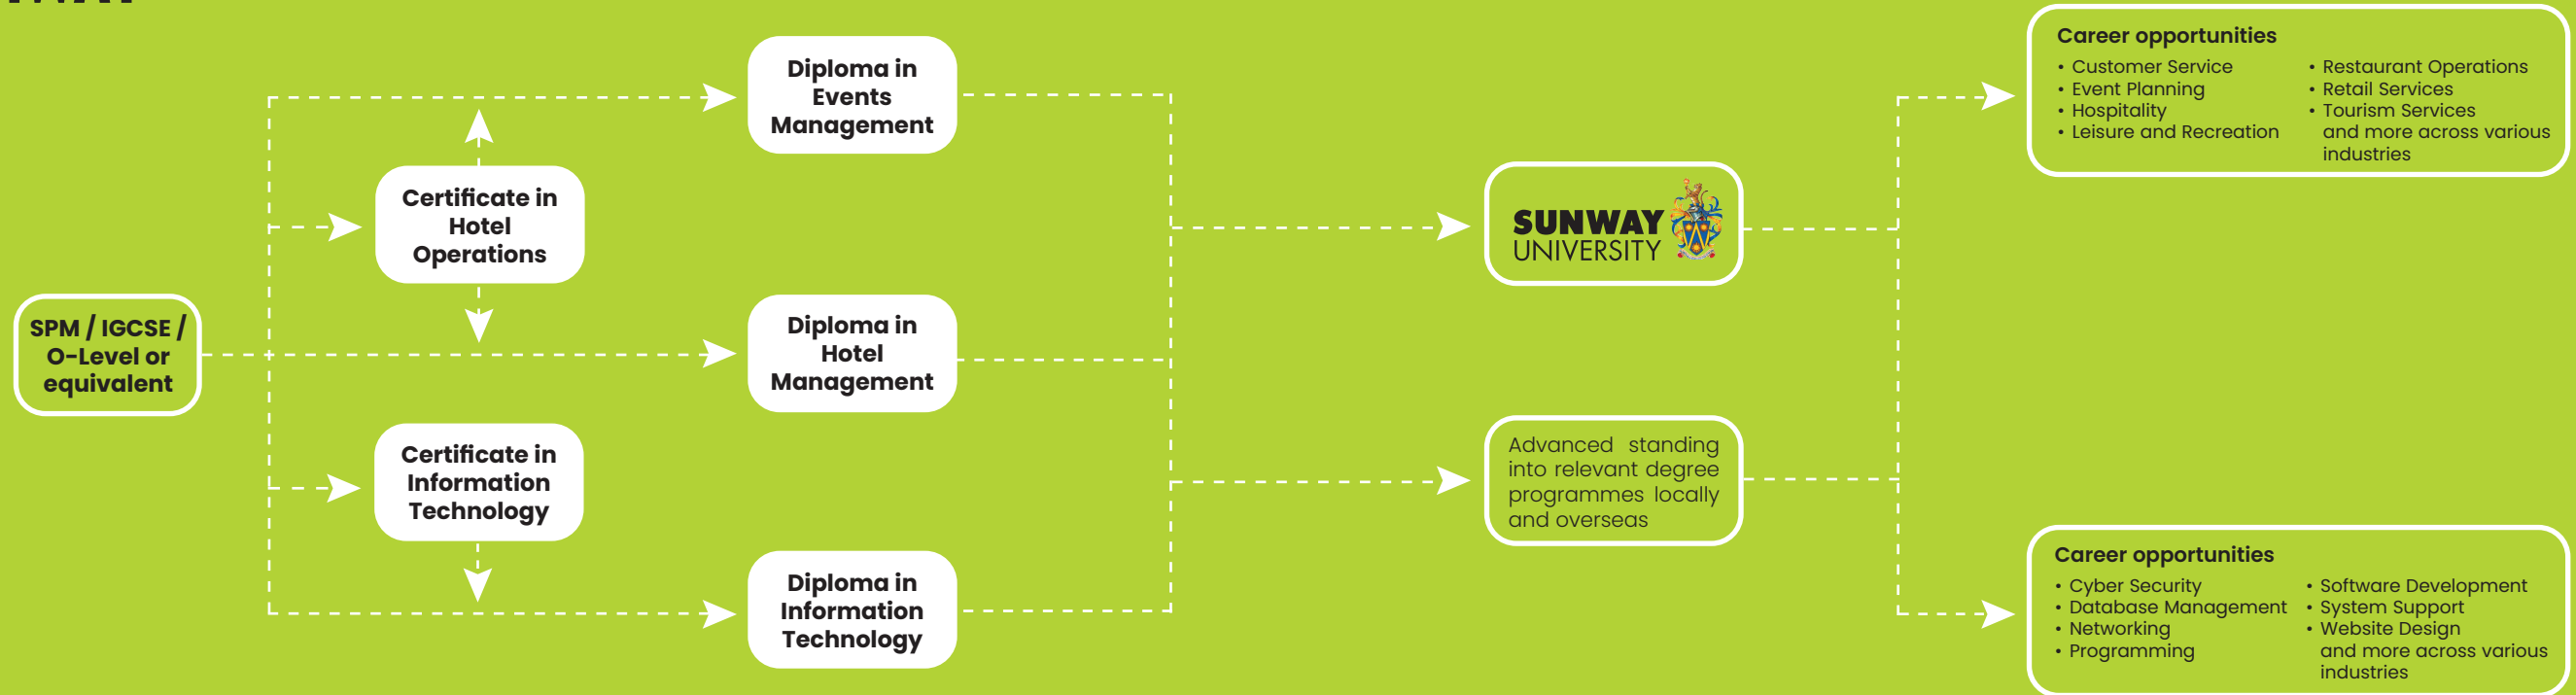 SPM / IGCSE /
O-Level or
equivalent
Certificate in
Hotel
Operations
Certificate in
Information
Technology
Diploma in
Events
Management
Diploma in
Hotel
Management
Diploma in
Information
Technology
SUNWAY
UNIVERSITY
Advanced standing
into relevant degree
programmes locally
and overseas
Career opportunities
• Customer Service
• Event Planning
• Hospitality
• Leisure and Recreation
• Restaurant Operations
• Retail Services
• Tourism Services
and more across various
industries
Career opportunities
• Cyber Security
• Database Management
• Networking
• Programming
• Software Development
• System Support
• Website Design
and more across various
industries